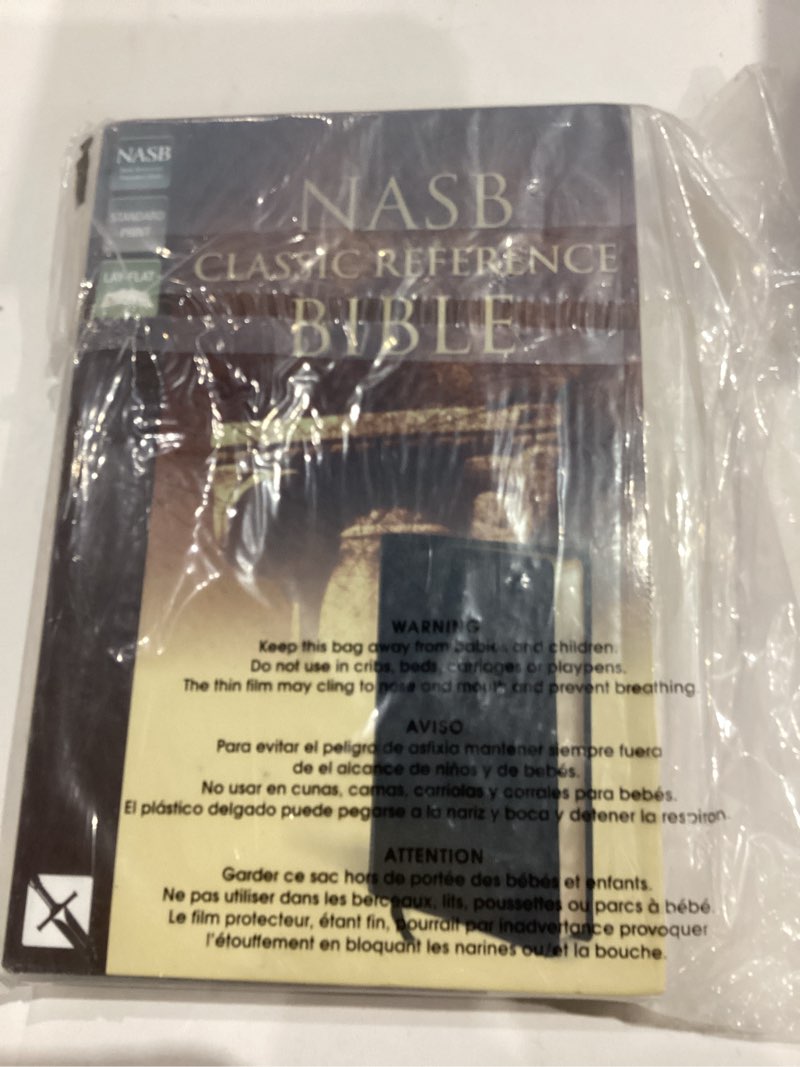 NASB
STANDARD
PRINT
LAY-FLAT
NASB
CLASSIC REFERENCE
BIBLE
WARNING
Keep this bag away from babies and children.
Do not use in cribs, beds, carriages or playpens.
The thin film may cling to nose and mouth and prevent breathing.
AVISO
Para evitar el peligro de asfixia mantener siempre fuera
de el alcance de niños y de bebés.
No usar en cunas, camas, carriolas y corrales para bebés.
El plástico delgado puede pegarse a la nariz y boca y detener la respiron.
ATTENTION
Garder ce sac hors de portée des bébés et enfants.
Ne pas utiliser dans les berceaux, lits, poussettes ou parcs à bébé.
Le film protecteur, étant fin, pourrait par inadvertance provoquer
l'étouffement en bloquant les narines ou/et la bouche.